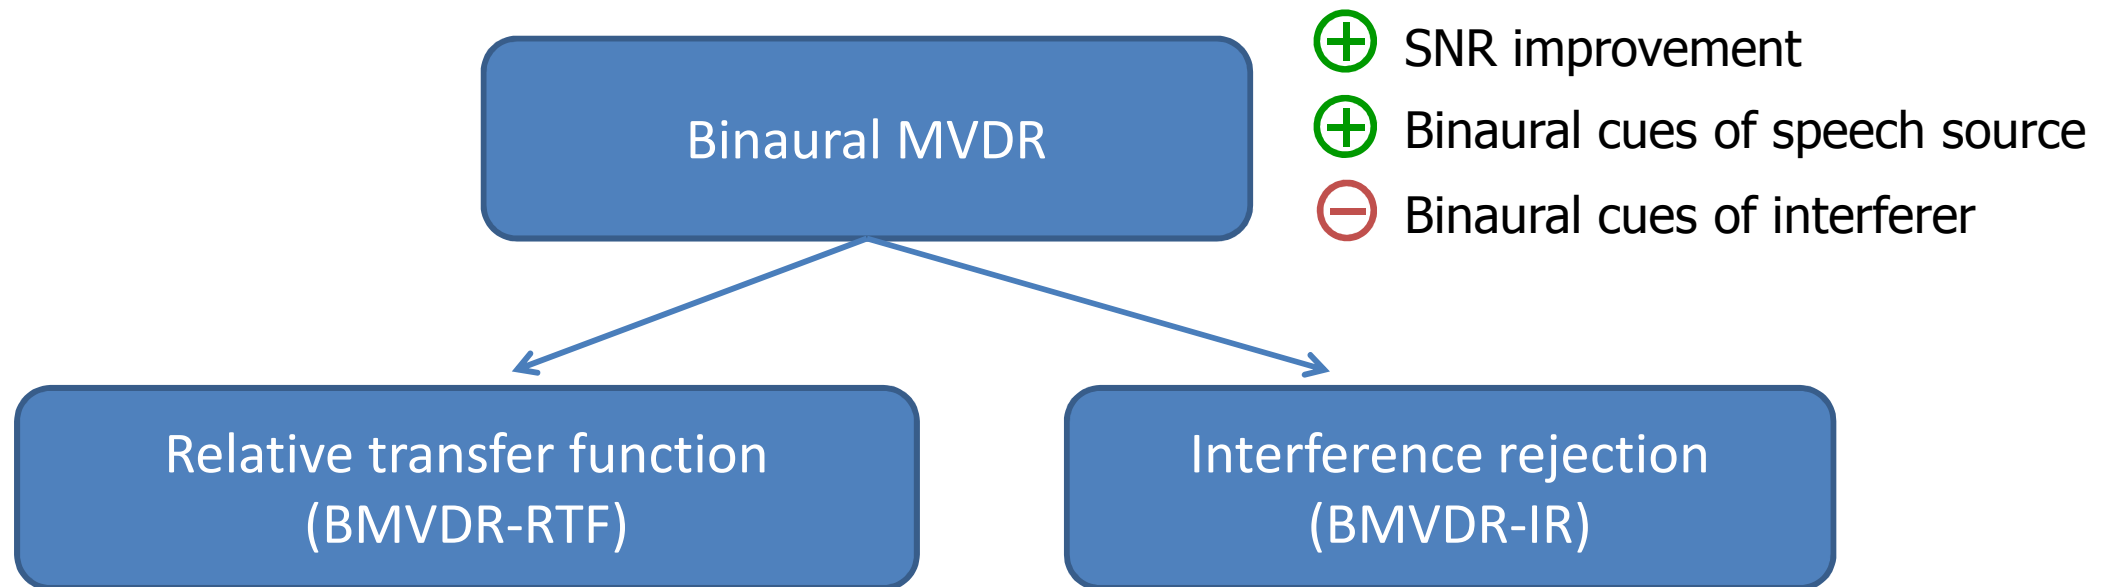 Binaural MVDR
SNR improvement
Binaural cues of speech source
Binaural cues of interferer
Relative transfer function
(BMVDR-RTF)
Interference rejection
(BMVDR-IR)